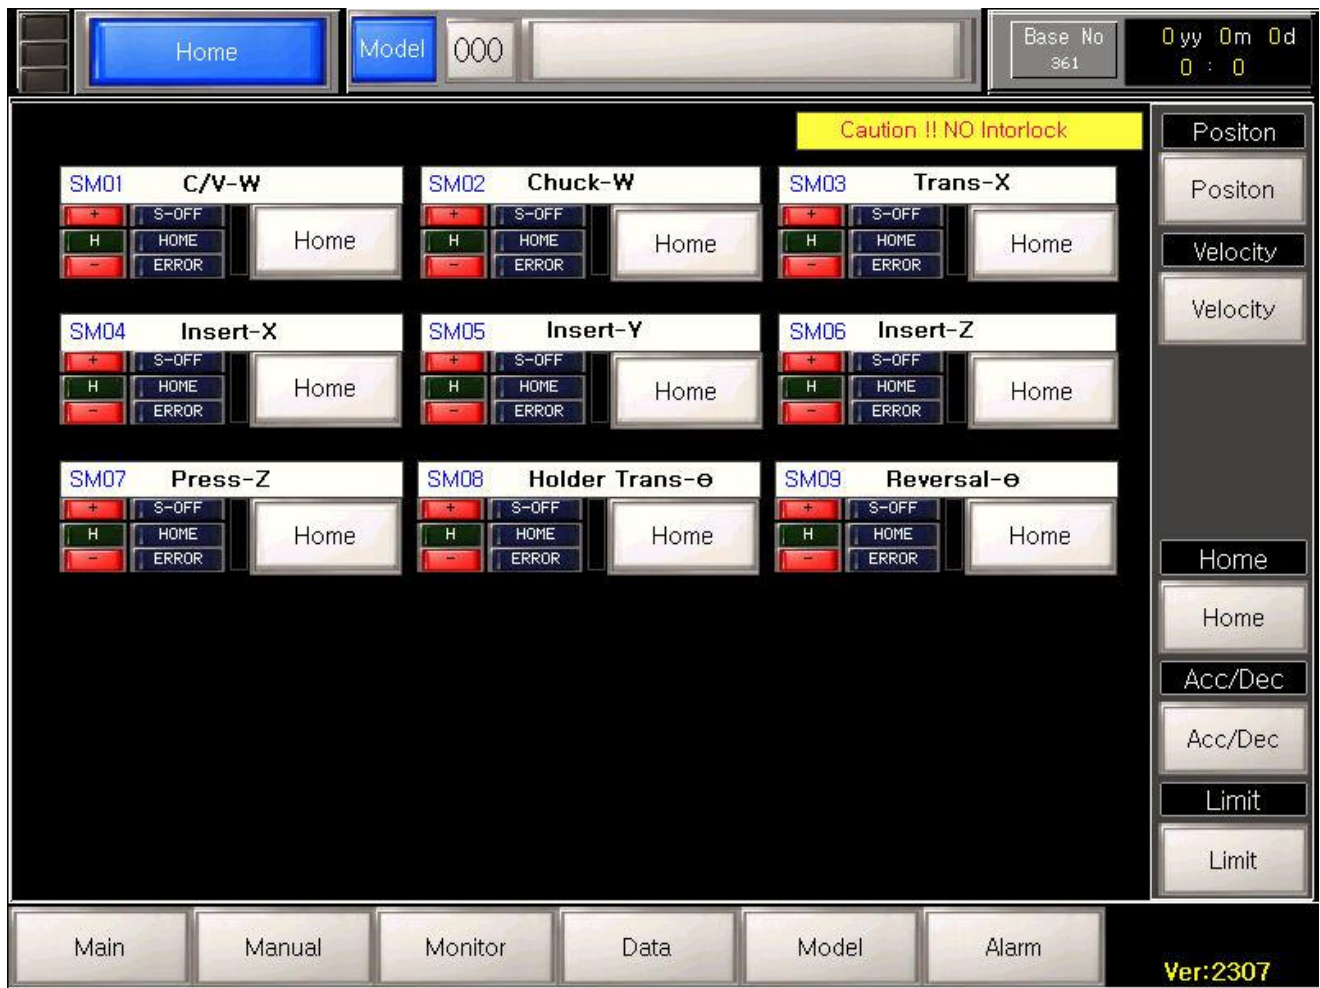 Home Model 000 Base No 0 yy 0m 0d
361 0 : 0
Caution !! NO Intorlock
Positon
Positon
Velocity
Velocity
SM01 C/V-W
+ S-OFF
H HOME Home
- ERROR
SM02 Chuck-W
+ S-OFF
H HOME Home
- ERROR
SM03 Trans-X
+ S-OFF
H HOME Home
- ERROR
SM04 Insert-X
+ S-OFF
H HOME Home
- ERROR
SM05 Insert-Y
+ S-OFF
H HOME Home
- ERROR
SM06 Insert-Z
+ S-OFF
H HOME Home
- ERROR
SM07 Press-Z
+ S-OFF
H HOME Home
- ERROR
SM08 Holder Trans-ɵ
+ S-OFF
H HOME Home
- ERROR
SM09 Reversal-ɵ
+ S-OFF
H HOME Home
- ERROR
Home
Home
Acc/Dec
Acc/Dec
Limit
Limit
Main Manual Monitor Data Model Alarm
Ver:2307